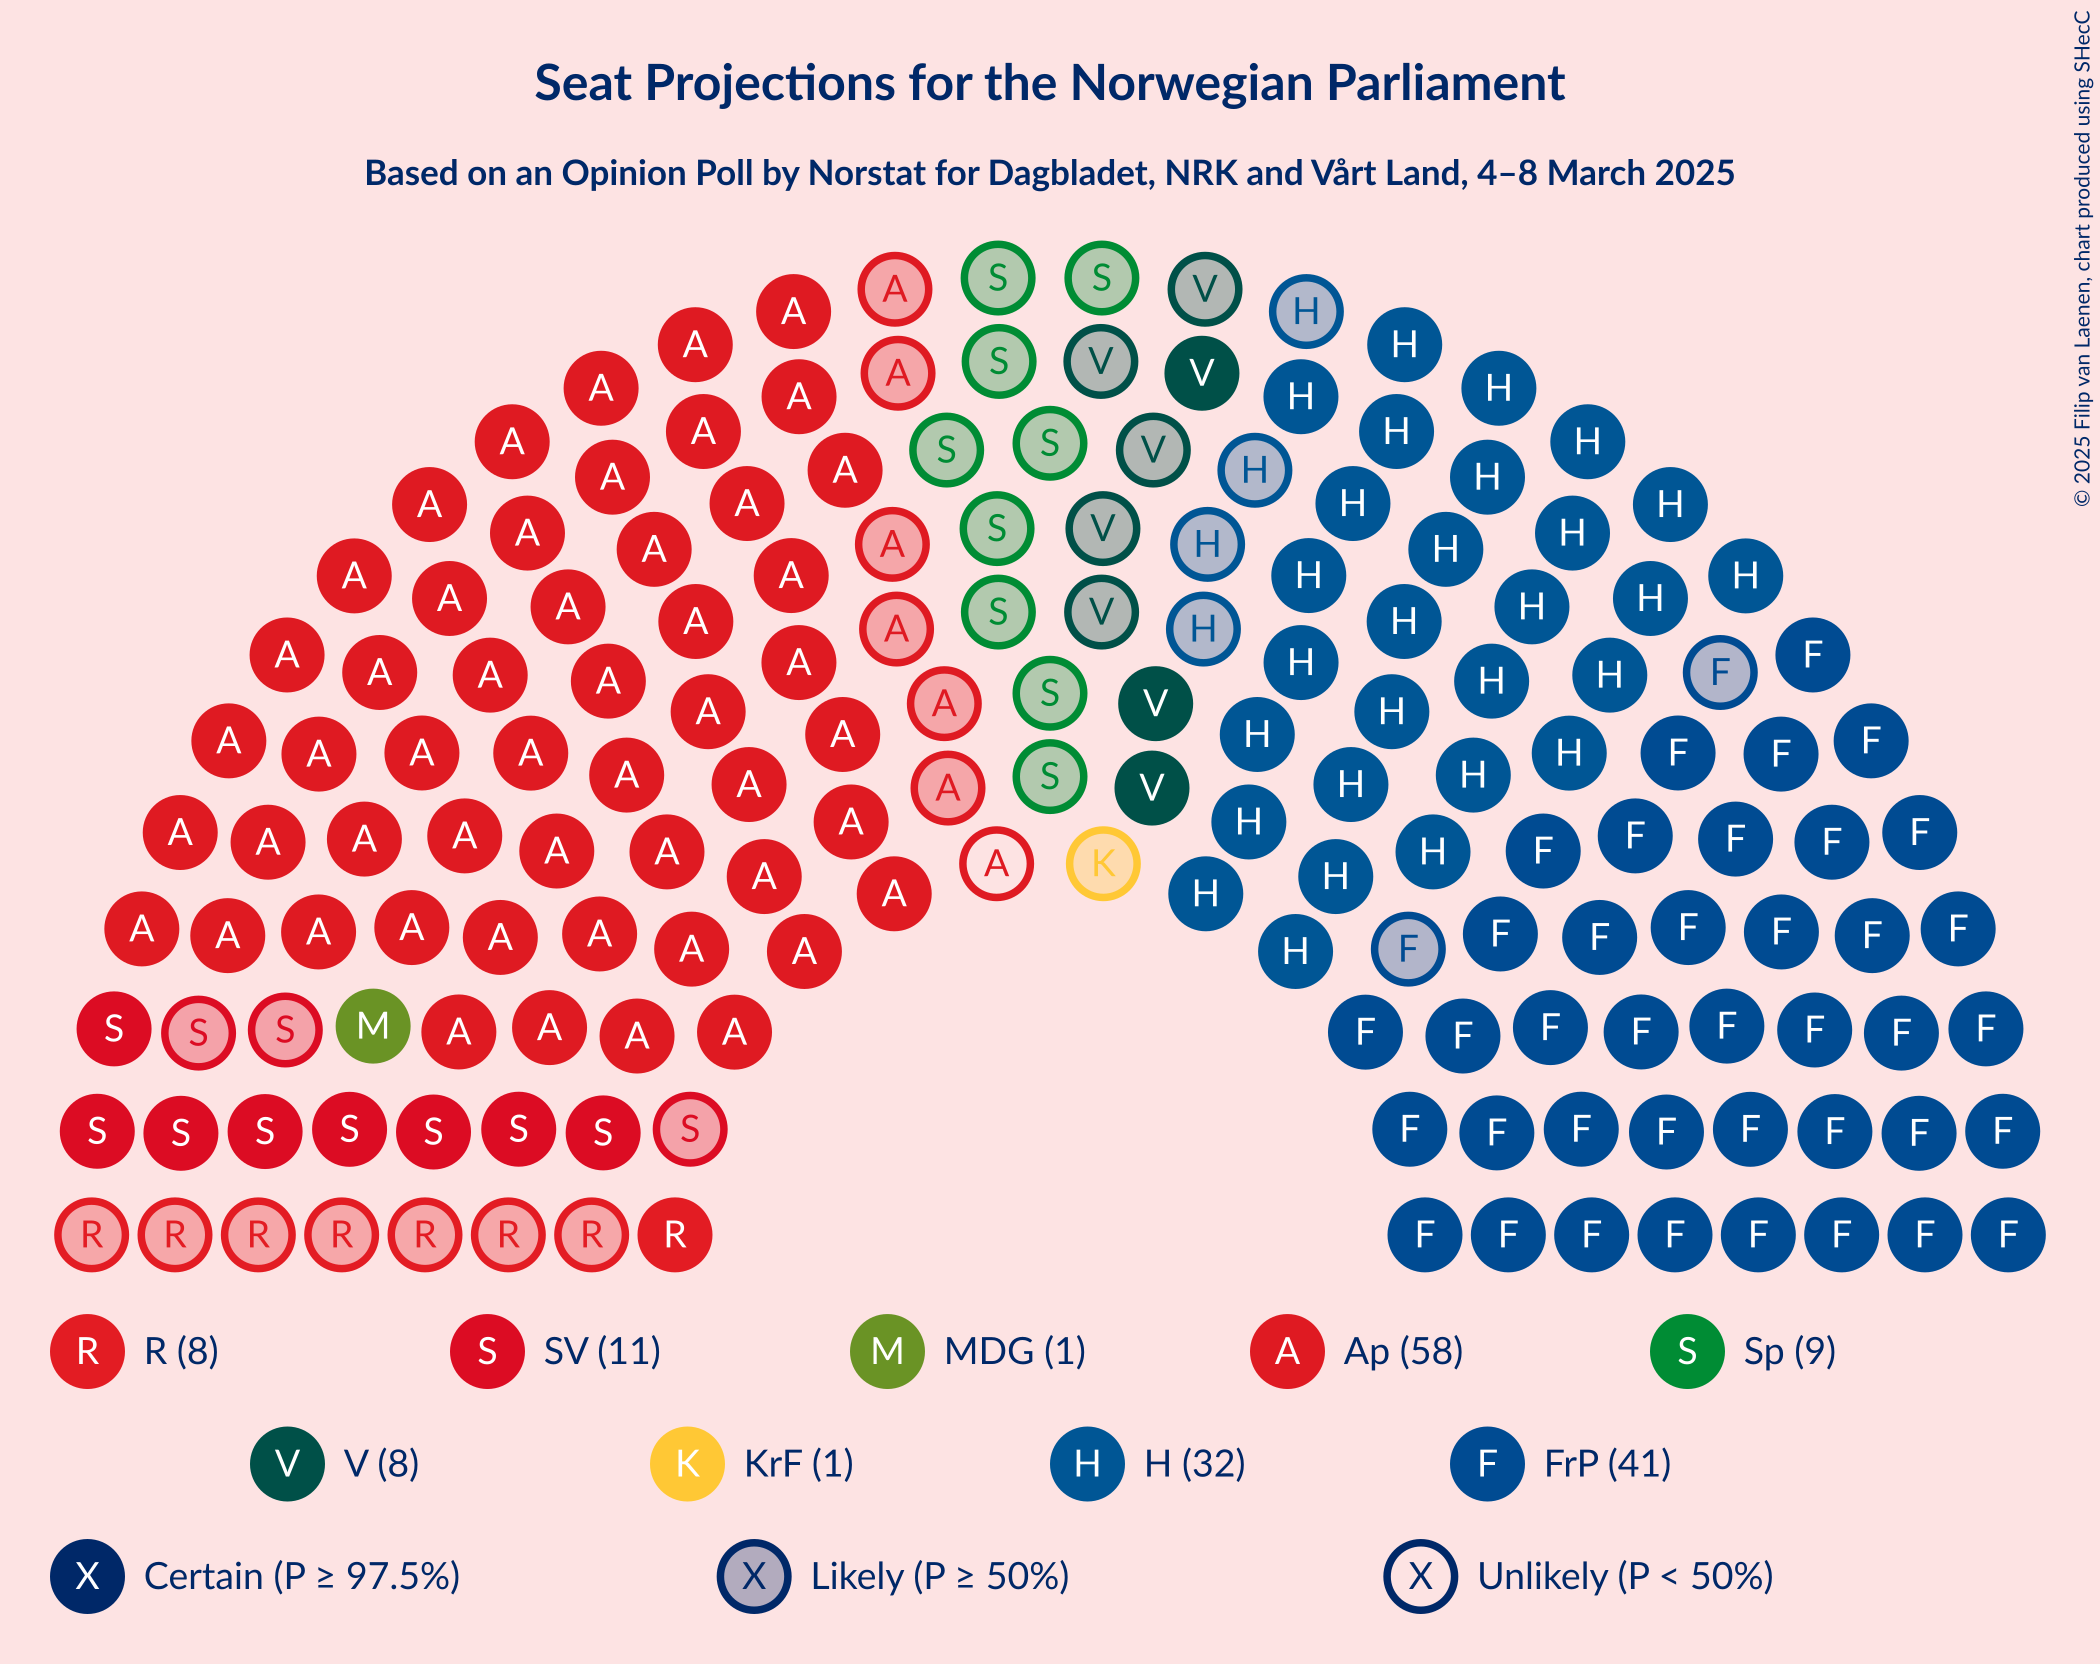 Seat Projections for the Norwegian Parliament
Based on an Opinion Poll by Norstat for Dagbladet, NRK and Vårt Land, 4–8 March 2025
© 2025 Filip van Laenen, chart produced using SHecC
A A S S V H
A A A A S V V H H H
A A A A S S V H H H H
A A A A A S V H H H H H
A A A A A A S V H H H H H H
A A A A A A A S V H H H H F F
A A A A A A A A S V H H H H F F F
A A A A A A A A A K H H H F F F F F
A A A A A A A A A H H F F F F F F F
S S S M A A A A F F F F F F F F
S S S S S S S S F F F F F F F F
R R R R R R R R F F F F F F F F
R R (8) S SV (11) M MDG (1) A Ap (58) S Sp (9)
V V (8) K KrF (1) H H (32) F FrP (41)
X Certain (P ≥ 97.5%) X Likely (P ≥ 50%) X Unlikely (P < 50%)